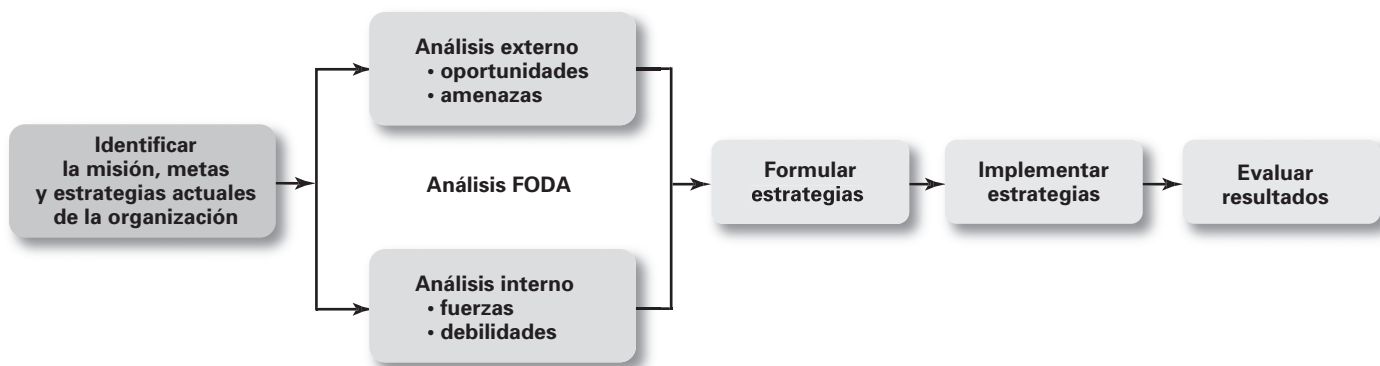 Identificar
la misión, metas
y estrategias actuales
de la organización
Análisis externo
• oportunidades
• amenazas
Análisis FODA
Análisis interno
• fuerzas
• debilidades
Formular
estrategias
Implementar
estrategias
Evaluar
resultados